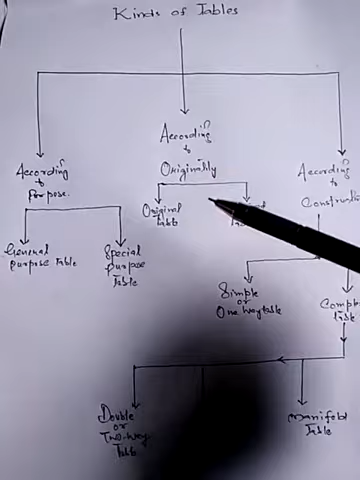 Kinds of Tables
According
to
Purpose.
According
to
Originality
According
to
Original
Table
General
purpose Table
Special
purpose
Table
Simple
or
One way table
Table
Double
or
Two-way
Table
Manifold
Table